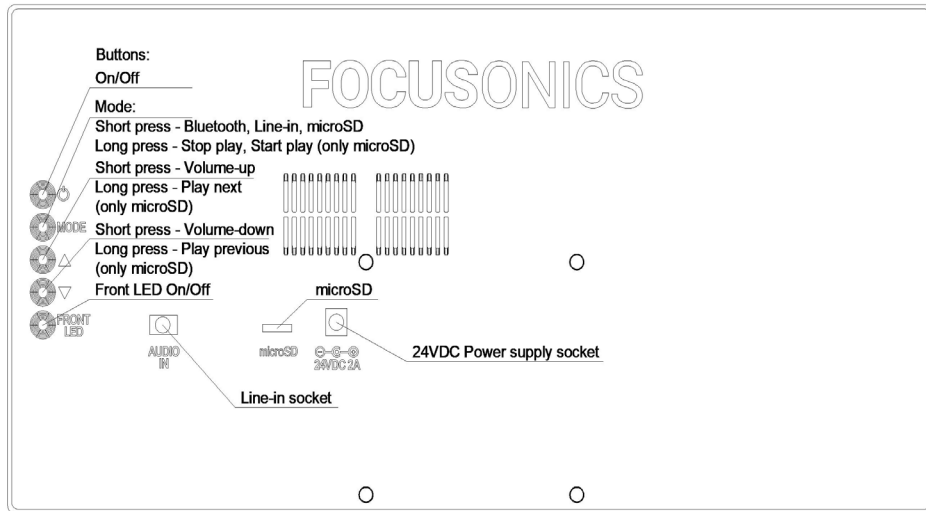 Buttons:
FOCUSONICS
On/Off
Mode:
Short press - Bluetooth, Line-in, microSD
Long press - Stop play, Start play (only microSD)
Short press - Volume-up
Long press - Play next
(only microSD)
MODE
Short press - Volume-down
Long press - Play previous
(only microSD)
Front LED On/Off
microSD
FRONT
LED
AUDIO
IN
microSD
24VDC 2A
24VDC Power supply socket
Line-in socket